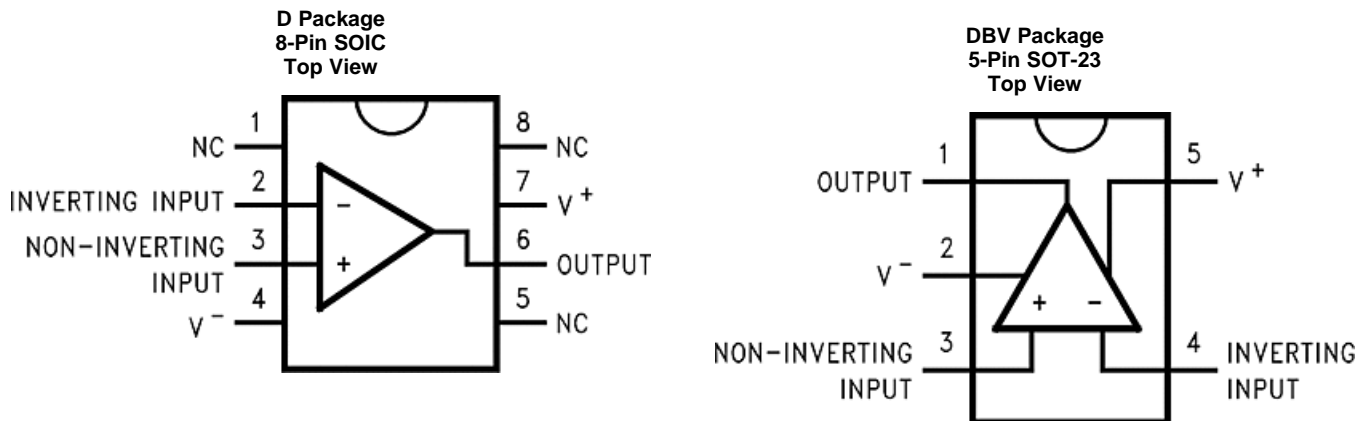 D Package
8-Pin SOIC
Top View
1
NC
2
INVERTING INPUT
3
NON-INVERTING
INPUT
4
V-
8
NC
7
V+
6
OUTPUT
5
NC
-
+
DBV Package
5-Pin SOT-23
Top View
1
OUTPUT
2
V-
3
NON-INVERTING
INPUT
5
V+
4
INVERTING
INPUT
+ -